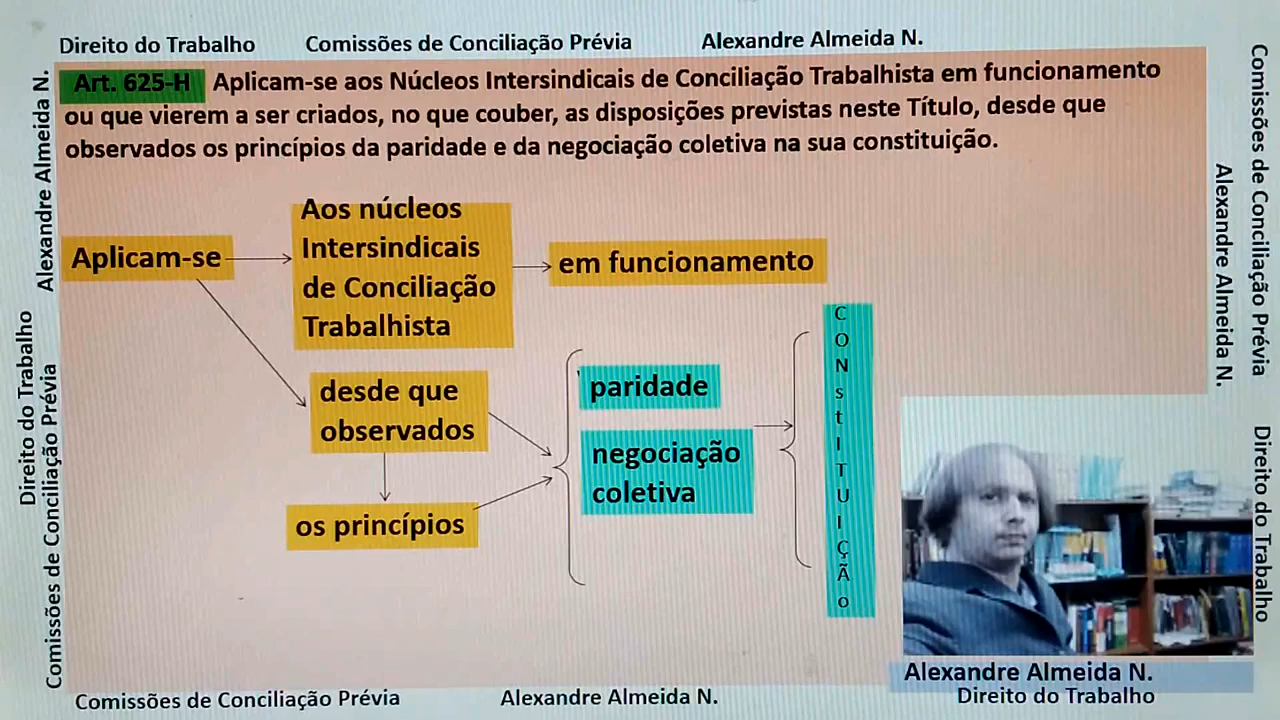 Direito do Trabalho Comissões de Conciliação Prévia Alexandre Almeida N.
Art. 625-H Aplicam-se aos Núcleos Intersindicais de Conciliação Trabalhista em funcionamento
ou que vierem a ser criados, no que couber, as disposições previstas neste Título, desde que
observados os princípios da paridade e da negociação coletiva na sua constituição.
Aplicam-se
Aos núcleos
Intersindicais
de Conciliação
Trabalhista
em funcionamento
desde que
observados
os princípios
paridade
negociação
coletiva
CONstITUIÇÃo
Alexandre Almeida N.
Direito do Trabalho
Comissões de Conciliação Prévia
Comissões de Conciliação Prévia
Alexandre Almeida N.
Direito do Trabalho
Alexandre Almeida N.
Direito do Trabalho
Comissões de Conciliação Prévia Alexandre Almeida N.